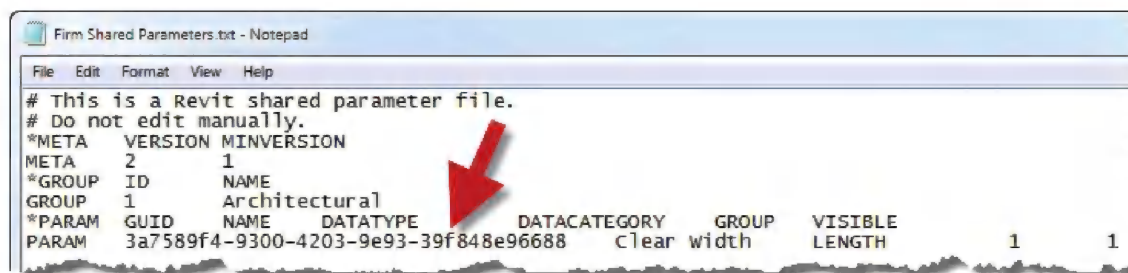 Firm Shared Parameters.txt - Notepad
File Edit Format View Help
# This is a Revit shared parameter file.
# Do not edit manually.
*META VERSION MINVERSION
META 2 1
*GROUP ID NAME
GROUP 1 Architectural
*PARAM GUID NAME DATATYPE DATACATEGORY GROUP VISIBLE
PARAM 3a7589f4-9300-4203-9e93-39f848e96688 Clear Width LENGTH 1 1